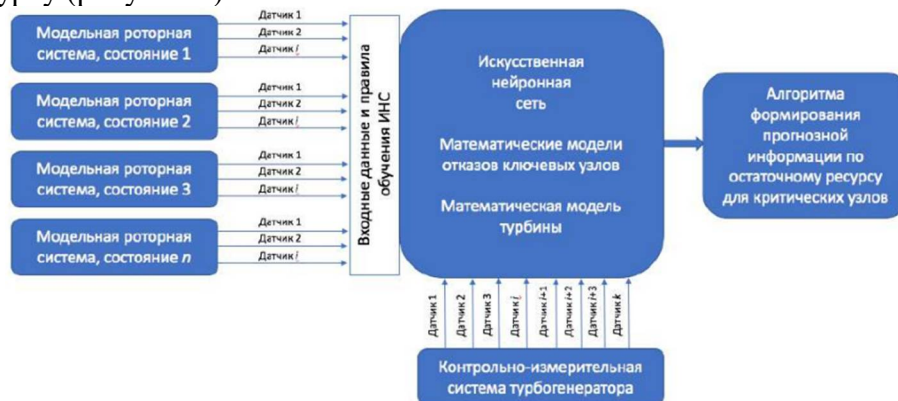 Модельная роторная
система, состояние 1
Датчик 1
Датчик 2
Датчик i
Модельная роторная
система, состояние 2
Датчик 1
Датчик 2
Датчик i
Модельная роторная
система, состояние 3
Датчик 1
Датчик 2
Датчик i
Модельная роторная
система, состояние n
Датчик 1
Датчик 2
Датчик i
Входные данные и правила
обучения ИНС
Искусственная
нейронная
сеть
Математические модели
отказов ключевых узлов
Математическая модель
турбины
Алгоритма
формирования
прогнозной
информации по
остаточному ресурсу
для критических узлов
Датчик 1
Датчик 2
Датчик 3
Датчик i
Датчик i+1
Датчик i+2
Датчик i+3
Датчик k
Контрольно-измерительная
система турбогенератора